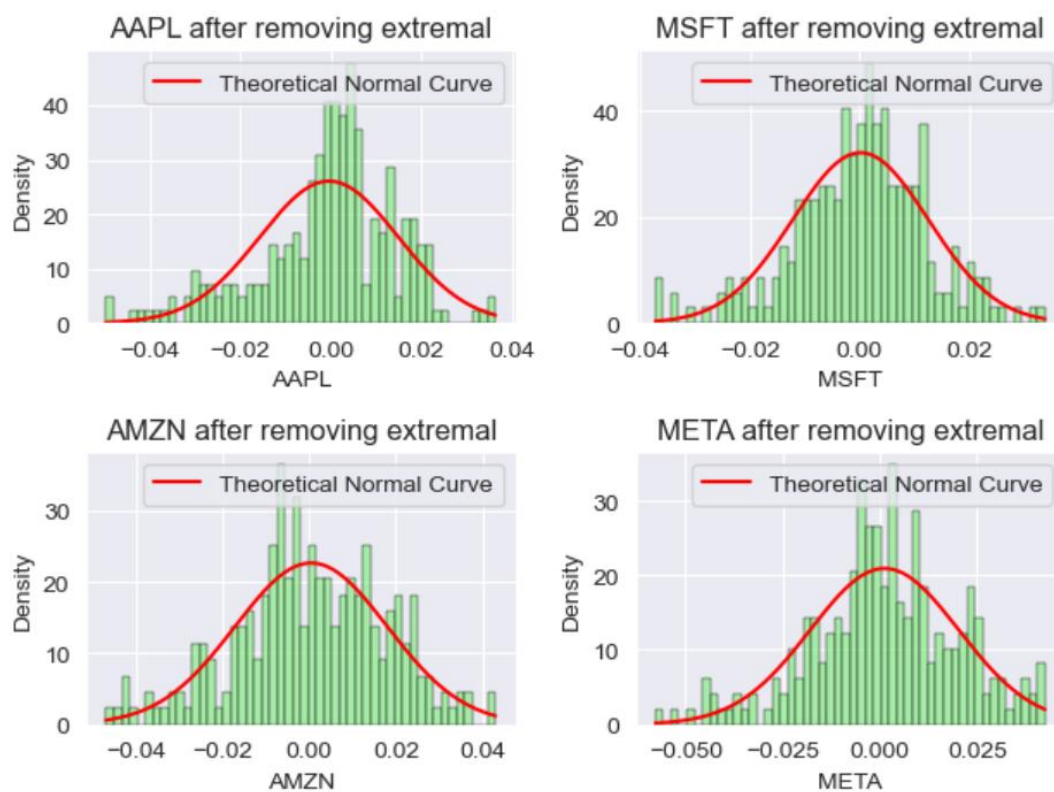 AAPL after removing extremal
Theoretical Normal Curve
Density
40
30
20
10
0
−0.04 −0.02 0.00 0.02 0.04
AAPL
MSFT after removing extremal
Theoretical Normal Curve
Density
40
20
0
−0.04 −0.02 0.00 0.02
MSFT
AMZN after removing extremal
Theoretical Normal Curve
Density
30
20
10
0
−0.04 −0.02 0.00 0.02 0.04
AMZN
META after removing extremal
Theoretical Normal Curve
Density
30
20
10
0
−0.050 −0.025 0.000 0.025
META